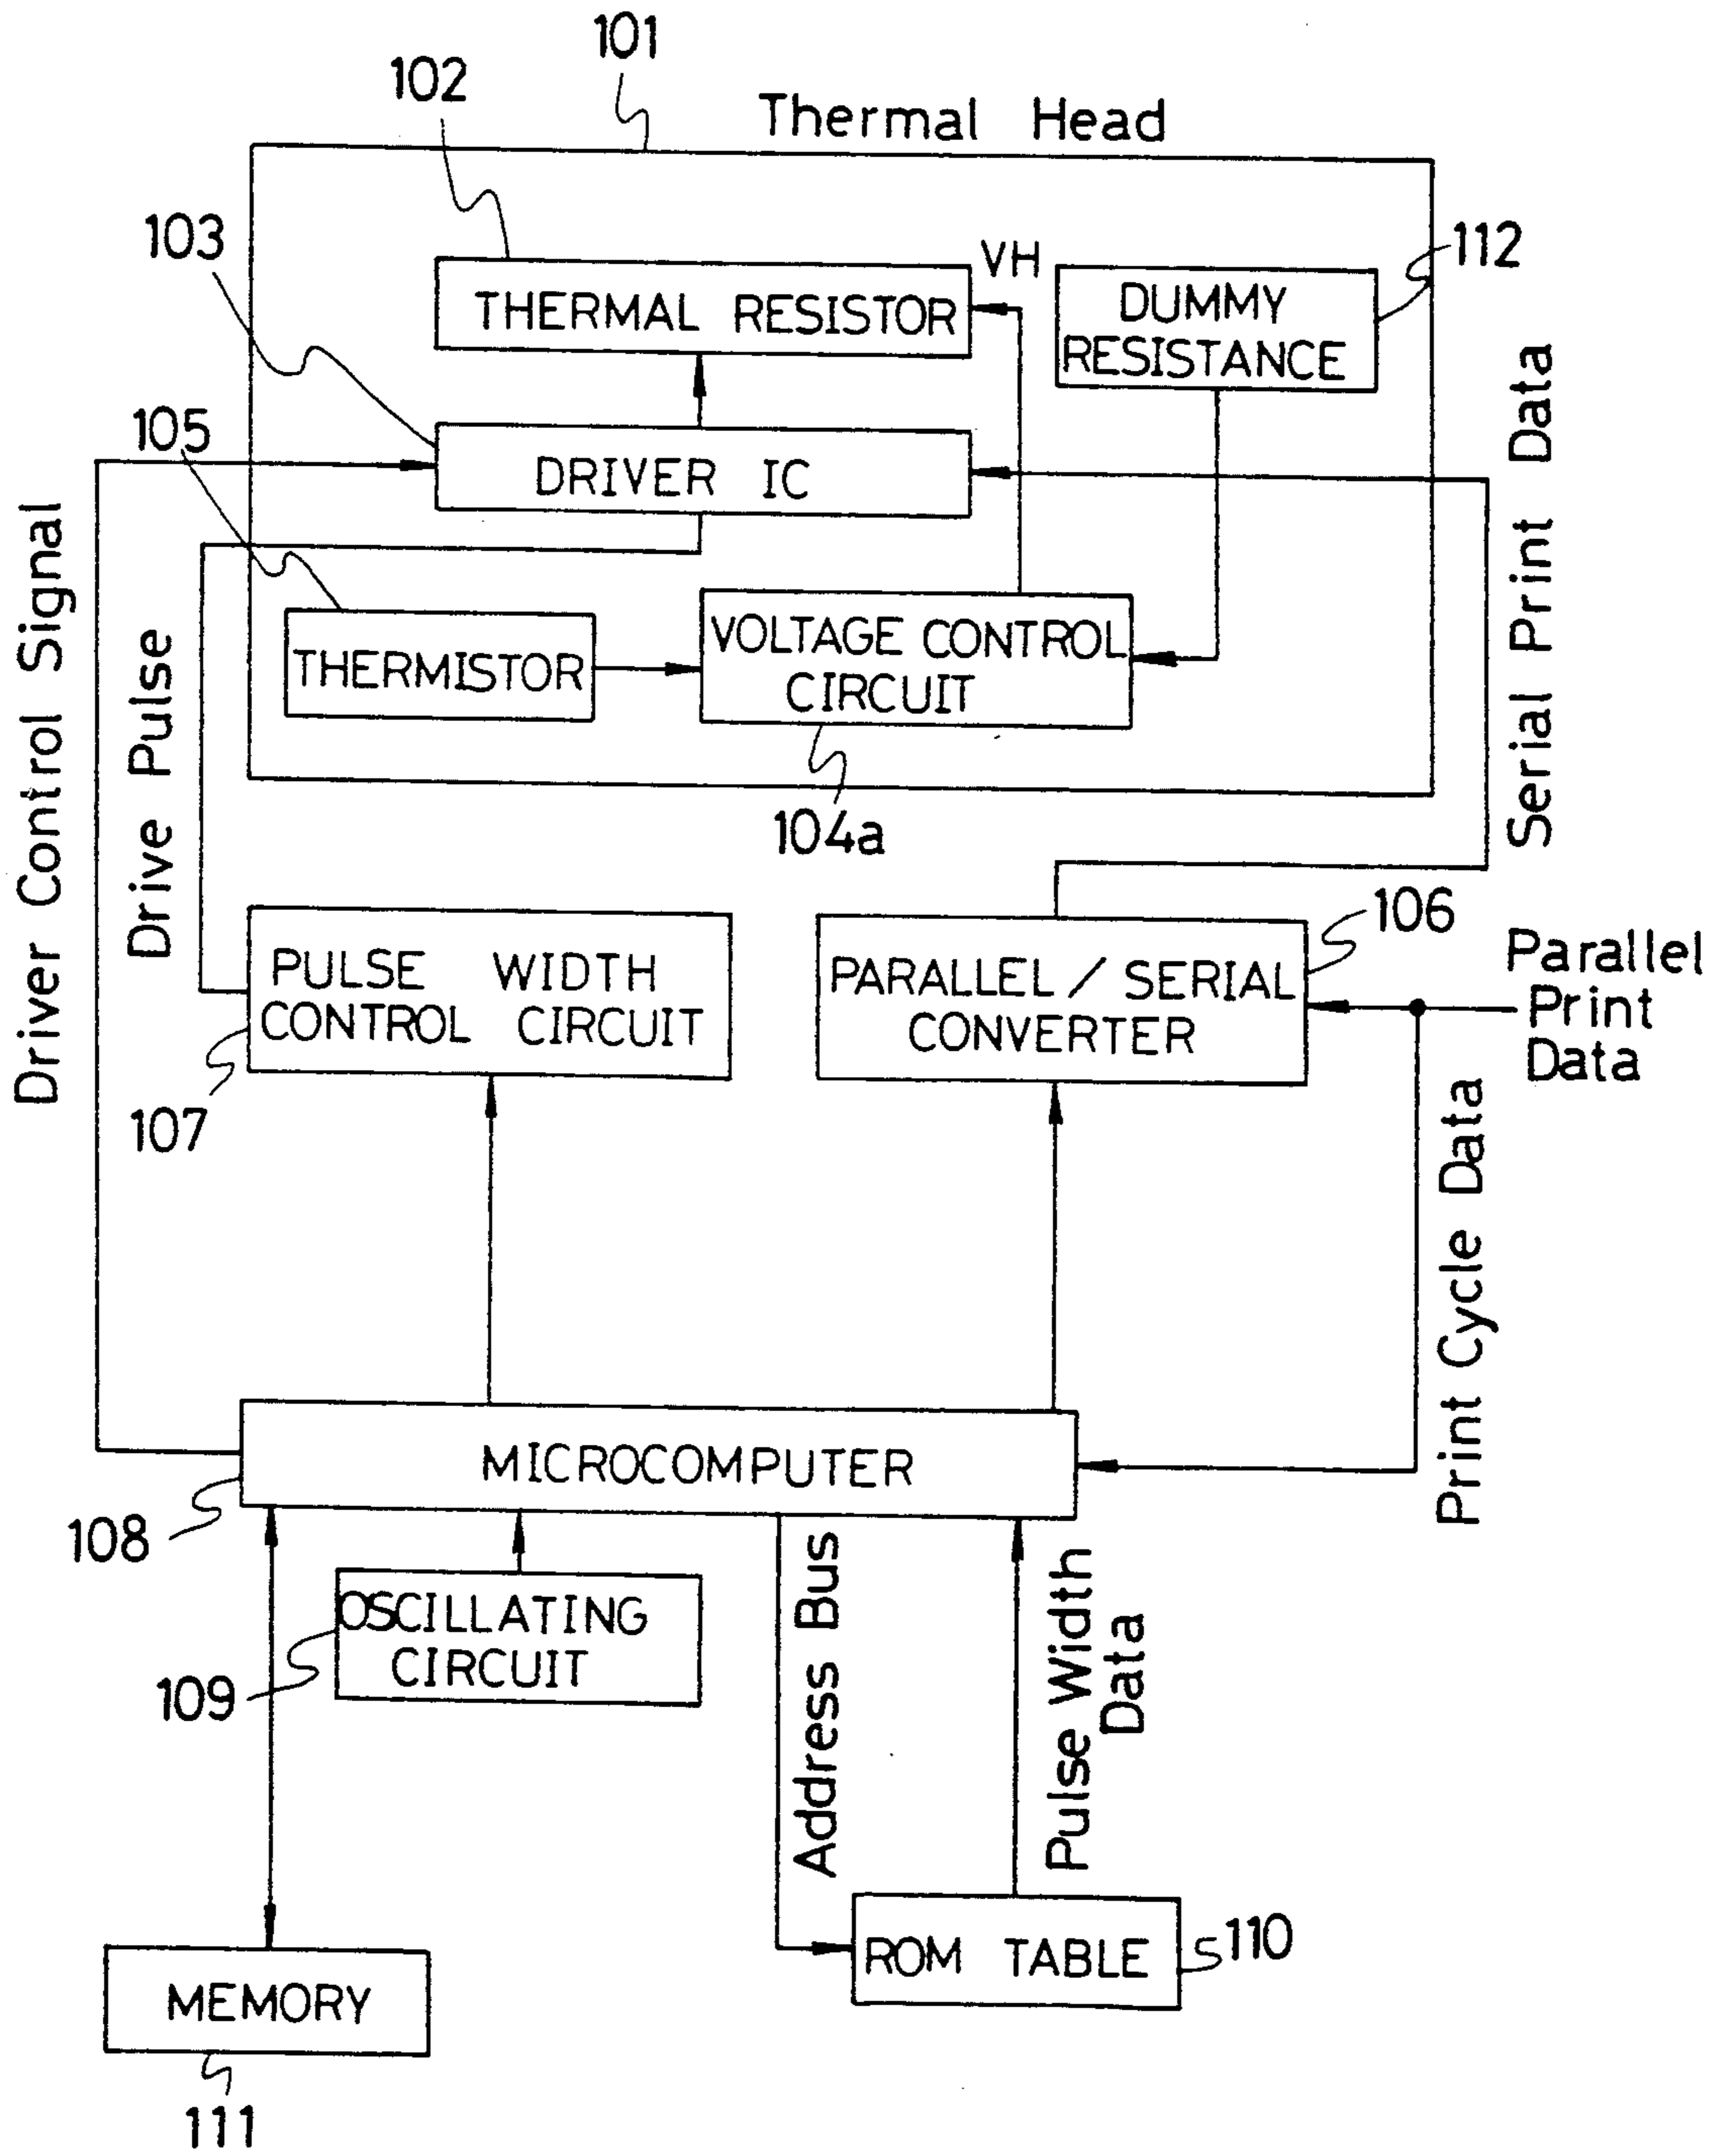 101
102
Thermal Head
103
112
VH
THERMAL RESISTOR
DUMMY
RESISTANCE
105
DRIVER IC
Serial Print Data
Driver Control Signal
Drive Pulse
THERMISTOR
VOLTAGE CONTROL
CIRCUIT
104a
106
Parallel
Print
Data
PULSE WIDTH
CONTROL CIRCUIT
PARALLEL / SERIAL
CONVERTER
107
Print Cycle Data
MICROCOMPUTER
108
OSCILLATING
CIRCUIT
109
Address Bus
Pulse Width
Data
ROM TABLE
110
MEMORY
111